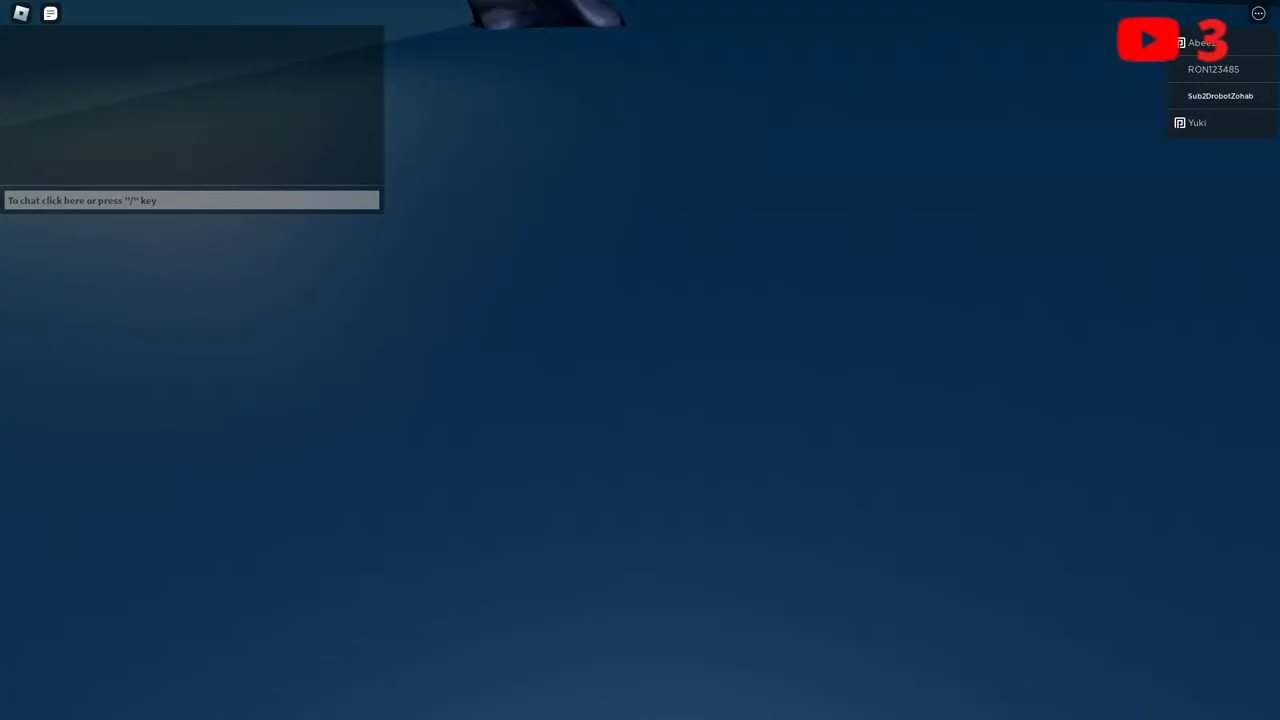 3
RON123485
Sub2DrobotZohab
Yuki
To chat click here or press "/" key